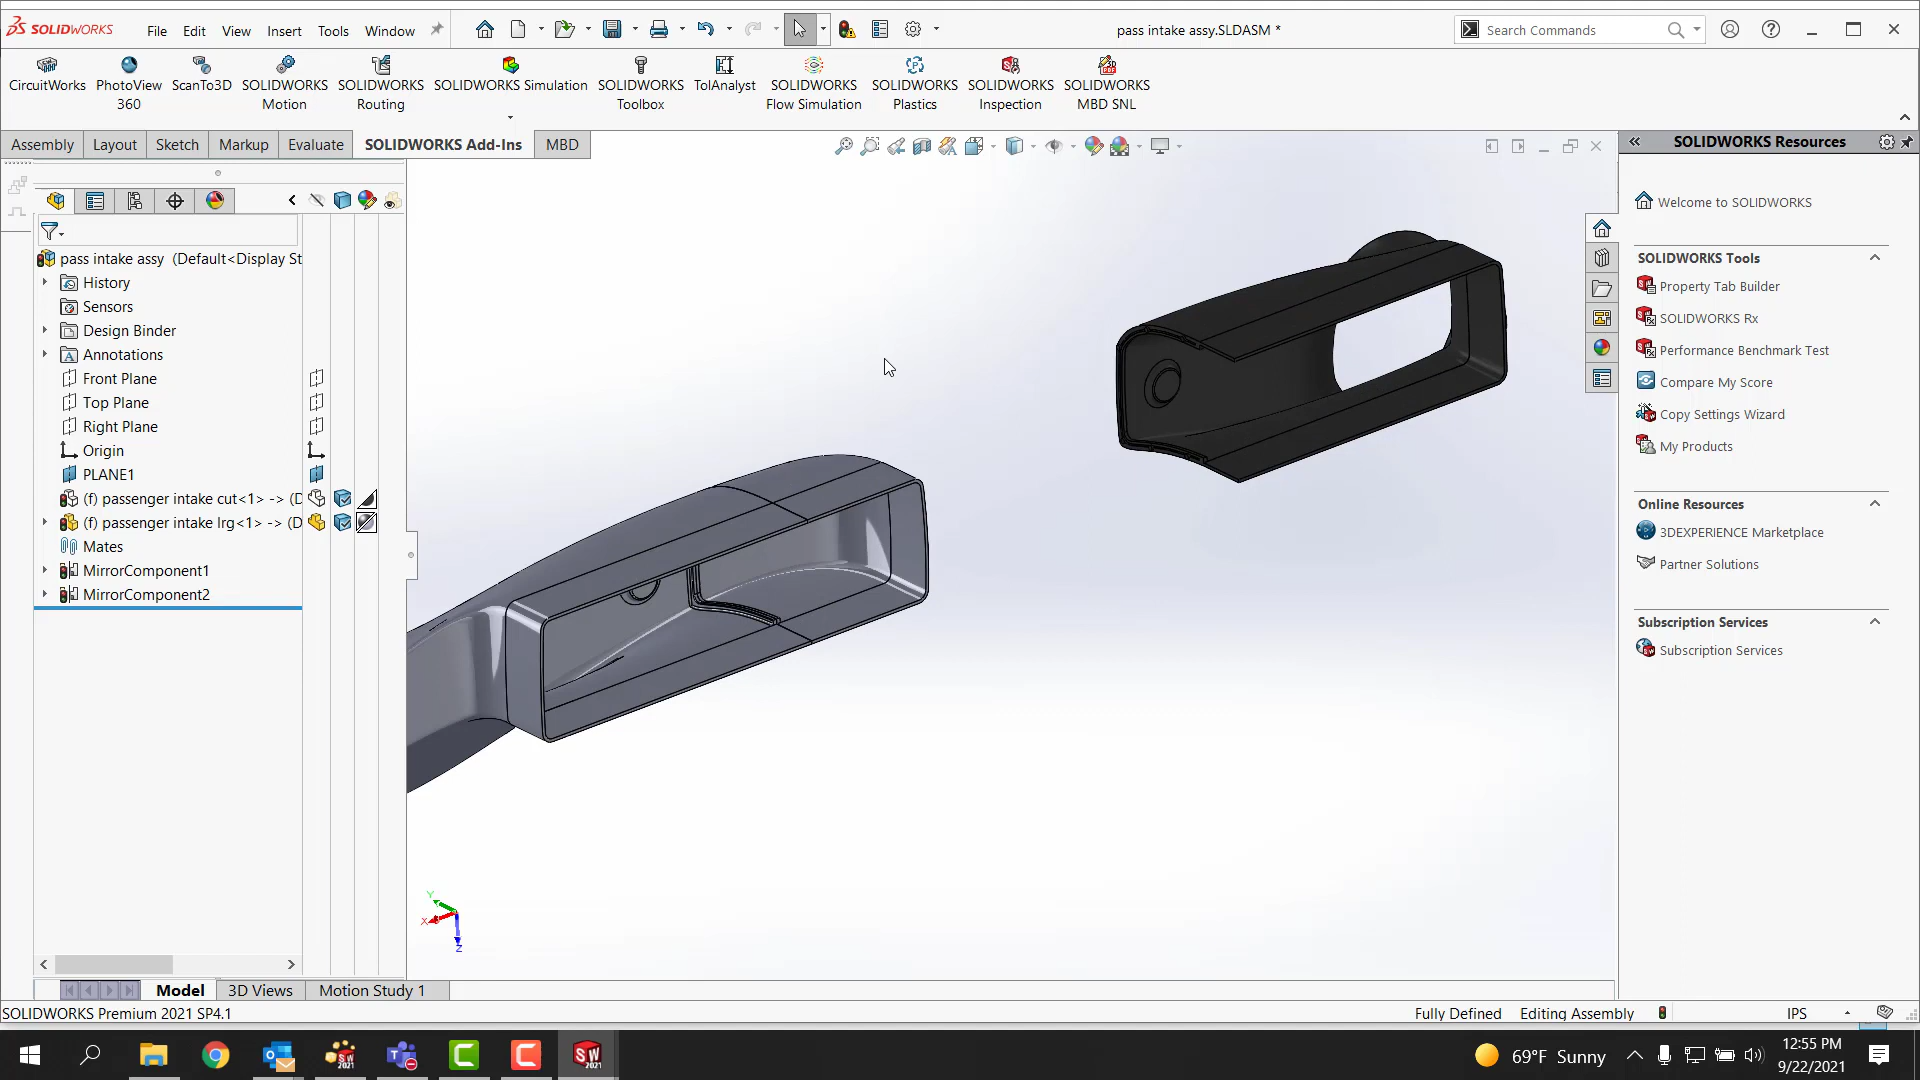 SOLIDWORKS File Edit View Insert Tools Window pass intake assy.SLDASM * Search Commands
CircuitWorks PhotoView 360 ScanTo3D SOLIDWORKS Motion SOLIDWORKS Routing SOLIDWORKS Simulation SOLIDWORKS Toolbox TolAnalyst SOLIDWORKS Flow Simulation SOLIDWORKS Plastics SOLIDWORKS Inspection SOLIDWORKS MBD SNL
Assembly Layout Sketch Markup Evaluate SOLIDWORKS Add-Ins MBD
SOLIDWORKS Resources
pass intake assy (Default<Display St
History
Sensors
Design Binder
Annotations
Front Plane
Top Plane
Right Plane
Origin
PLANE1
(f) passenger intake cut<1> -> (D
(f) passenger intake lrg<1> -> (D
Mates
MirrorComponent1
MirrorComponent2
Welcome to SOLIDWORKS
SOLIDWORKS Tools
Property Tab Builder
SOLIDWORKS Rx
Performance Benchmark Test
Compare My Score
Copy Settings Wizard
My Products
Online Resources
3DEXPERIENCE Marketplace
Partner Solutions
Subscription Services
Subscription Services
Y
X
Z
Model 3D Views Motion Study 1
SOLIDWORKS Premium 2021 SP4.1 Fully Defined Editing Assembly IPS
69°F Sunny 12:55 PM
9/22/2021